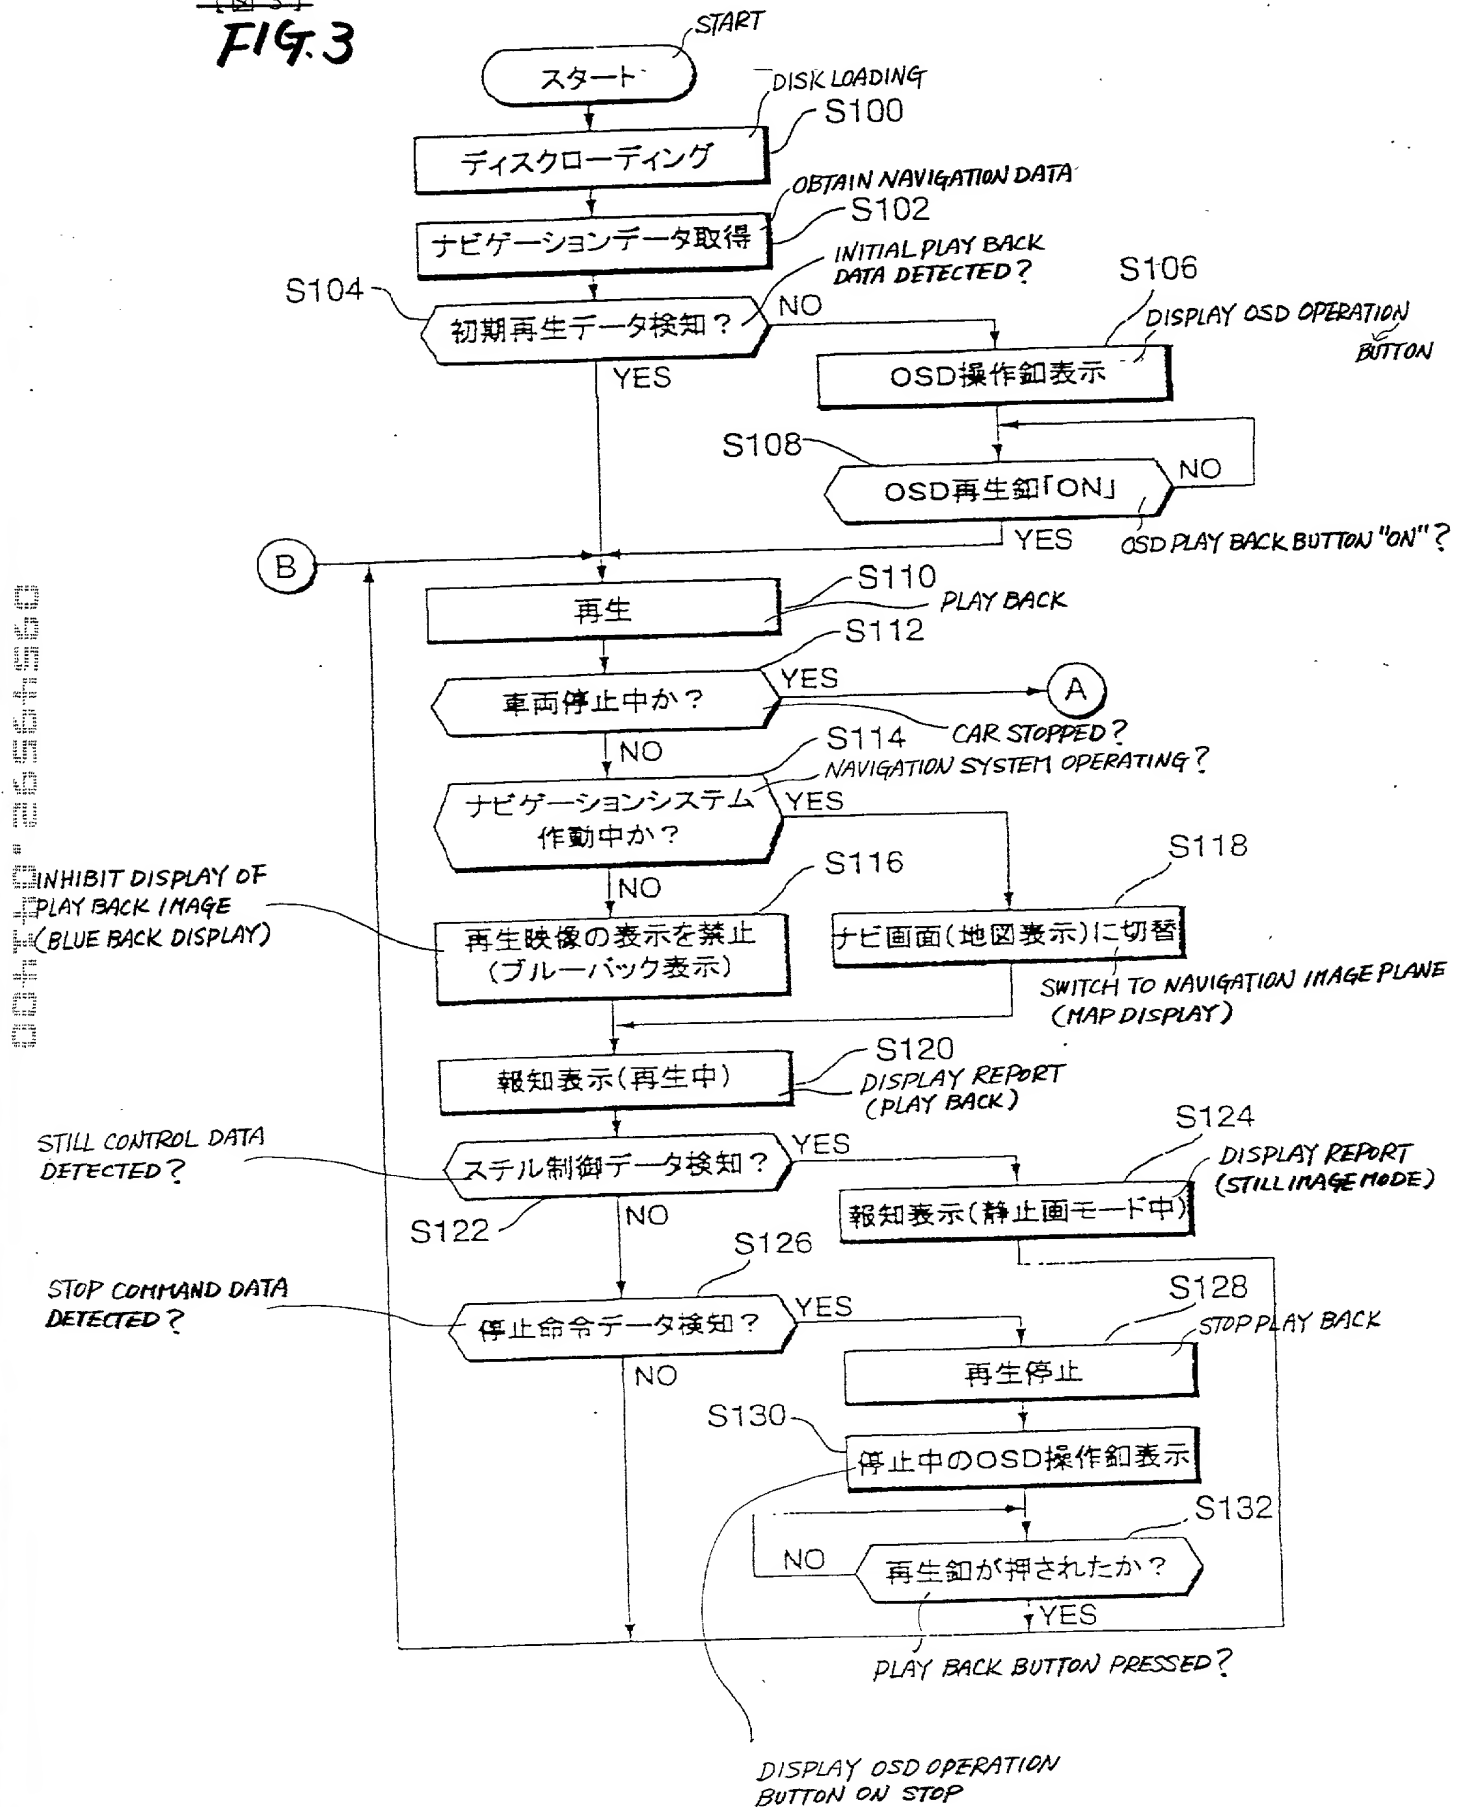 【図3】
FIG.3
START
スタート
DISK LOADING
S100
ディスクローディング
OBTAIN NAVIGATION DATA
S102
ナビゲーションデータ取得
INITIAL PLAY BACK
DATA DETECTED?
S104
初期再生データ検知？
NO
YES
S106
DISPLAY OSD OPERATION
BUTTON
OSD操作釦表示
S108
OSD再生釦「ON」
NO
YES
OSD PLAY BACK BUTTON "ON"?
B
S110
再生
PLAY BACK
S112
車両停止中か？
YES
A
CAR STOPPED?
NO
S114
NAVIGATION SYSTEM OPERATING?
ナビゲーションシステム
作動中か？
YES
NO
S116
INHIBIT DISPLAY OF
PLAY BACK IMAGE
(BLUE BACK DISPLAY)
再生映像の表示を禁止
(ブルーバック表示)
S118
ナビ画面(地図表示)に切替
SWITCH TO NAVIGATION IMAGE PLANE
(MAP DISPLAY)
S120
報知表示(再生中)
DISPLAY REPORT
(PLAY BACK)
STILL CONTROL DATA
DETECTED?
ステル制御データ検知？
YES
S122
NO
S124
DISPLAY REPORT
(STILL IMAGE MODE)
報知表示(静止画モード中)
S126
STOP COMMAND DATA
DETECTED?
停止命令データ検知？
YES
NO
S128
STOP PLAY BACK
再生停止
S130
停止中のOSD操作釦表示
S132
NO
再生釦が押されたか？
YES
PLAY BACK BUTTON PRESSED?
DISPLAY OSD OPERATION
BUTTON ON STOP